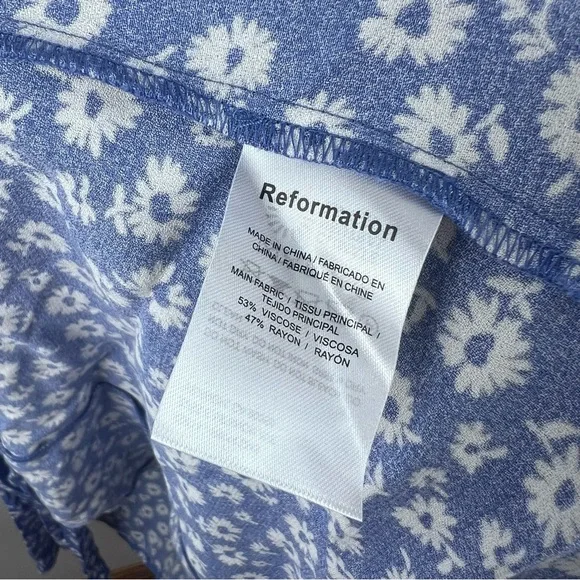 Reformation
MADE IN CHINA / FABRICADO EN
CHINA / FABRIQUÉ EN CHINE
MAIN FABRIC / TISSU PRINCIPAL /
TEJIDO PRINCIPAL
53% VISCOSE / VISCOSA
47% RAYON / RAYÓN